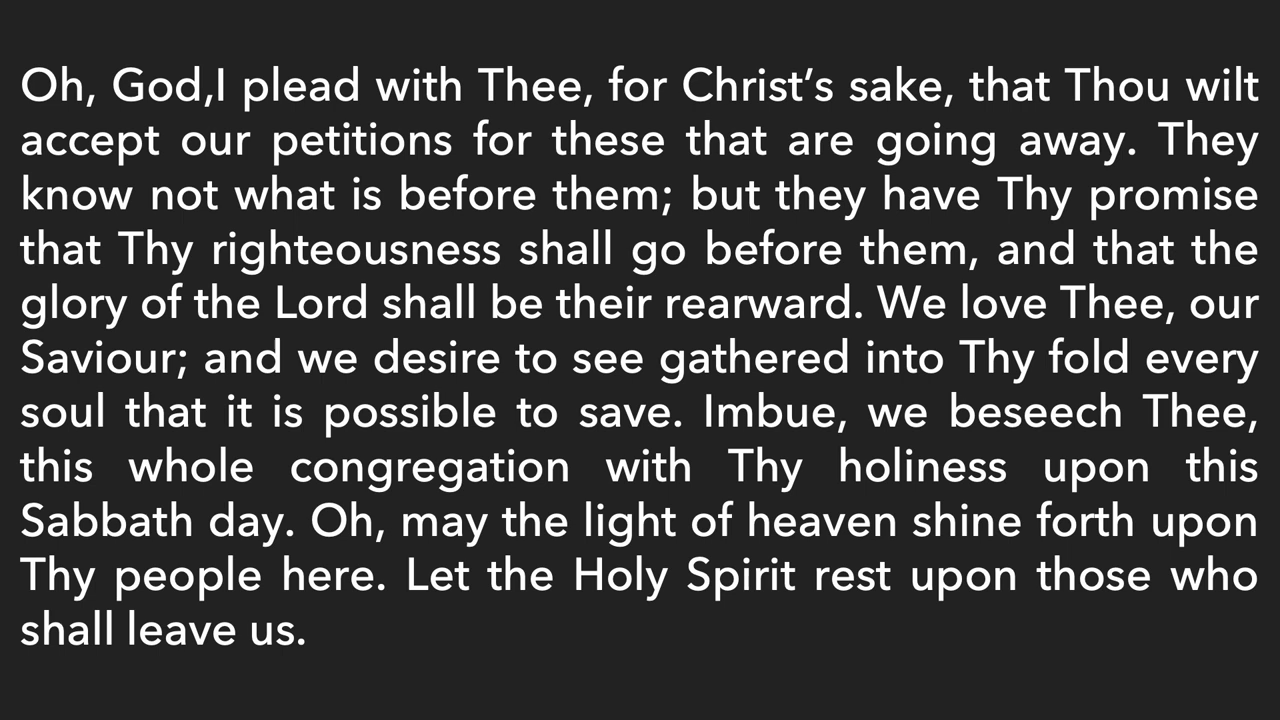 Oh, God,I plead with Thee, for Christ’s sake, that Thou wilt
accept our petitions for these that are going away. They
know not what is before them; but they have Thy promise
that Thy righteousness shall go before them, and that the
glory of the Lord shall be their rearward. We love Thee, our
Saviour; and we desire to see gathered into Thy fold every
soul that it is possible to save. Imbue, we beseech Thee,
this whole congregation with Thy holiness upon this
Sabbath day. Oh, may the light of heaven shine forth upon
Thy people here. Let the Holy Spirit rest upon those who
shall leave us.